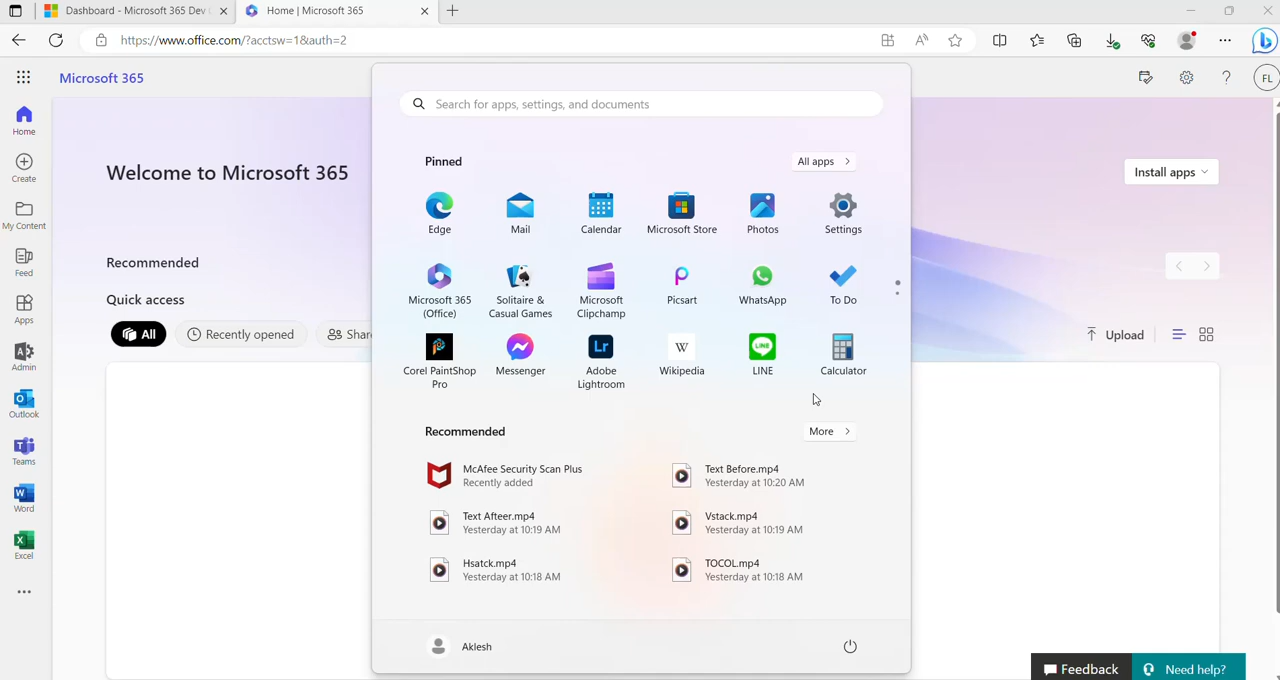 Dashboard - Microsoft 365 Dev
Home | Microsoft 365
https://www.office.com/?acctsw=1&auth=2
Microsoft 365
FL
Home
Create
My Content
Feed
Apps
Admin
Outlook
Teams
Word
Excel
Welcome to Microsoft 365
Install apps
Recommended
Quick access
All
Recently opened
Upload
Search for apps, settings, and documents
Pinned
All apps
Edge
Mail
Calendar
Microsoft Store
Photos
Settings
Microsoft 365
(Office)
Solitaire &
Casual Games
Microsoft
Clipchamp
Picsart
WhatsApp
To Do
Corel PaintShop
Pro
Messenger
Lr
Adobe
Lightroom
W
Wikipedia
LINE
LINE
Calculator
Recommended
More
McAfee Security Scan Plus
Recently added
Text Before.mp4
Yesterday at 10:20 AM
Text Afteer.mp4
Yesterday at 10:19 AM
Vstack.mp4
Yesterday at 10:19 AM
Hsatck.mp4
Yesterday at 10:18 AM
TOCOL.mp4
Yesterday at 10:18 AM
Aklesh
Feedback
Need help?